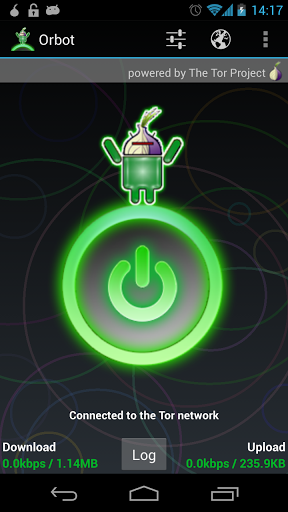 14:17
Orbot
powered by The Tor Project
Connected to the Tor network
Download
Upload
0.0kbps / 1.14MB
Log
0.0kbps / 235.9KB